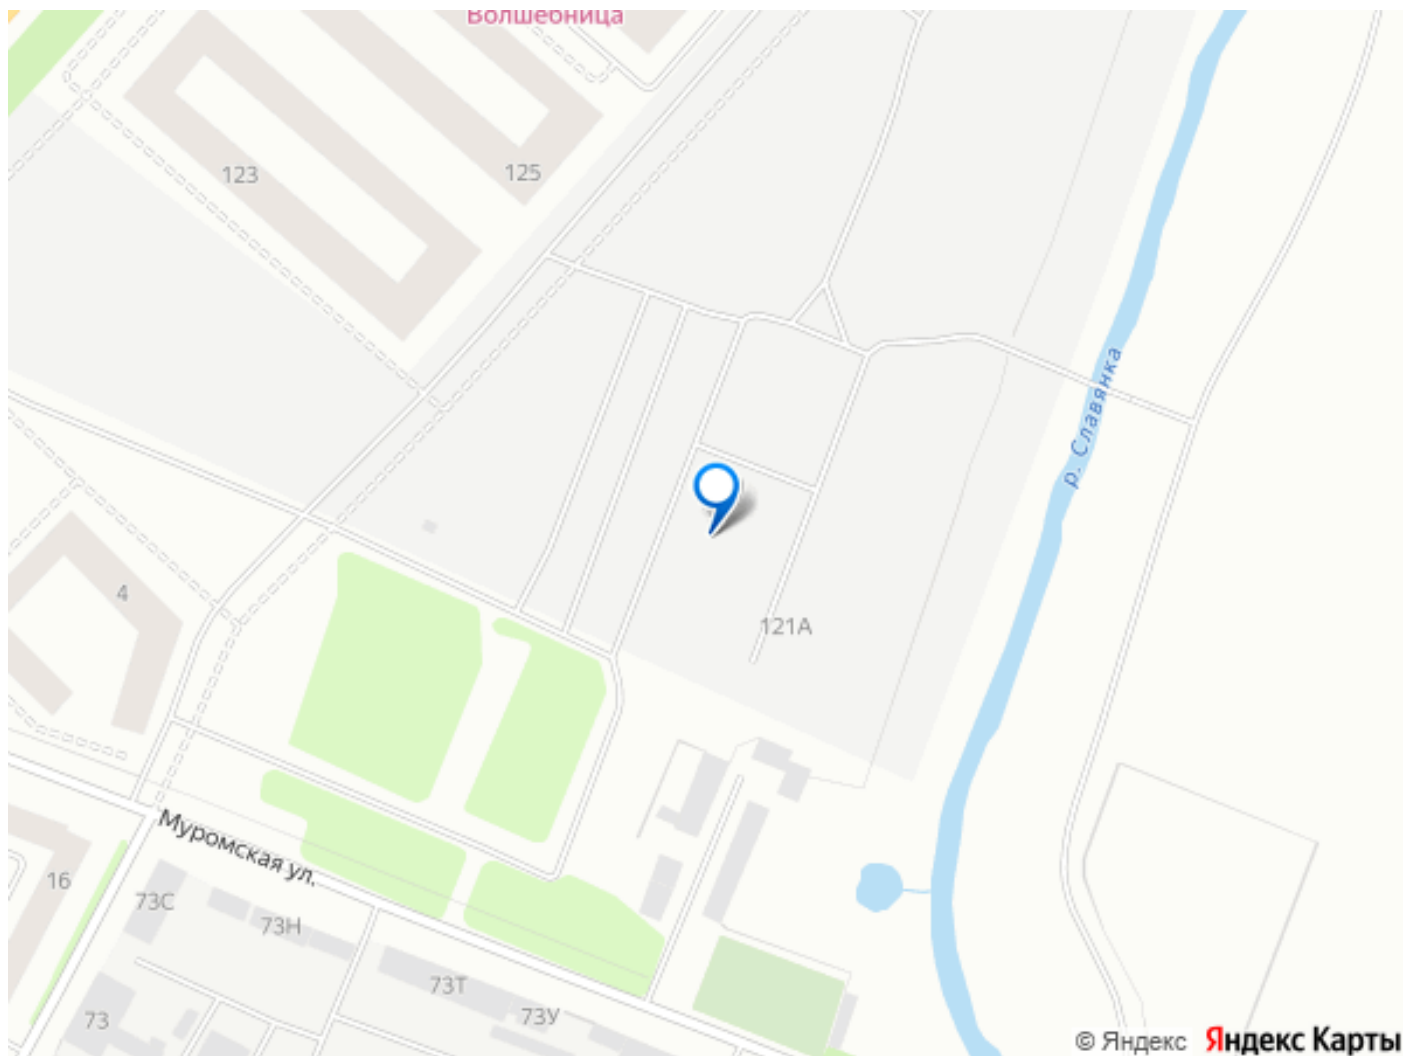 Волшебница
123
125
р. Славянка
4
121А
Муромская ул.
16
73С
73Н
73Т
73У
73
© Яндекс Яндекс Карты